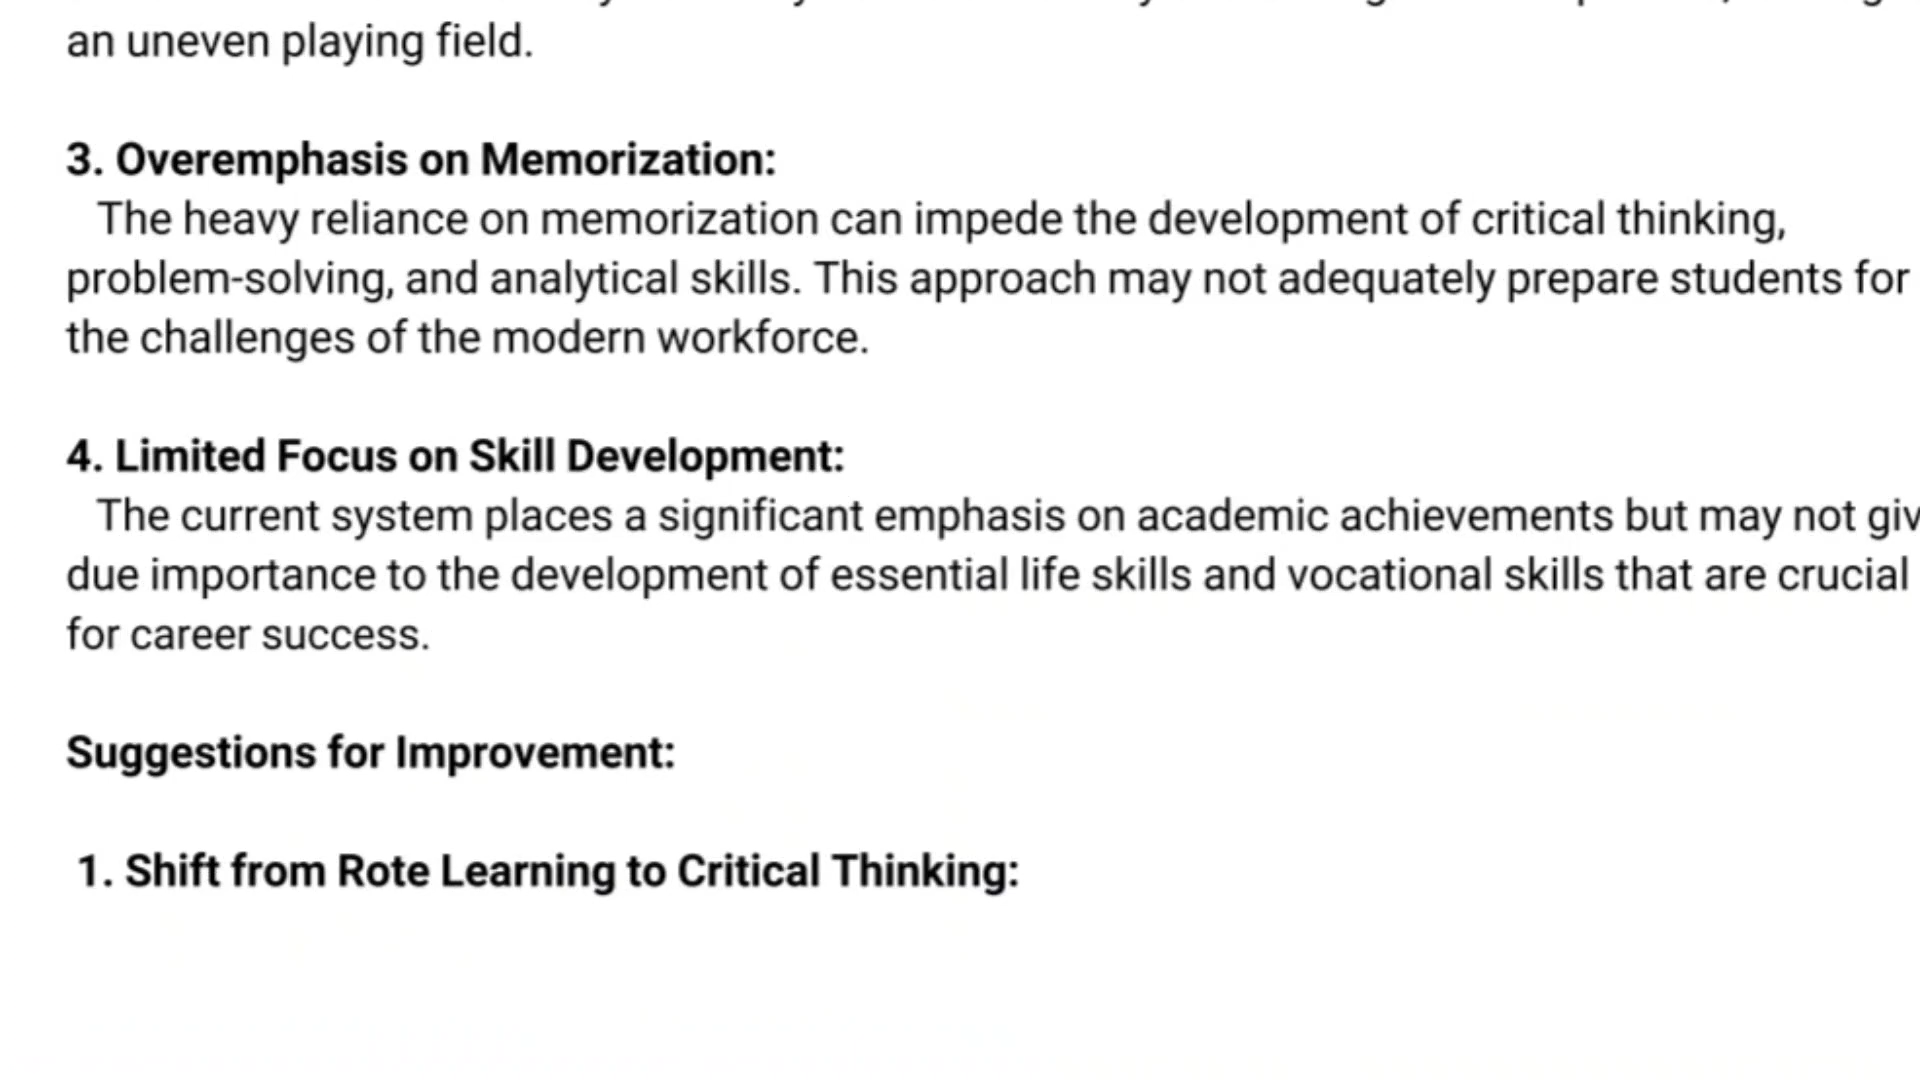 an uneven playing field.
3. Overemphasis on Memorization:
The heavy reliance on memorization can impede the development of critical thinking,
problem-solving, and analytical skills. This approach may not adequately prepare students for
the challenges of the modern workforce.
4. Limited Focus on Skill Development:
The current system places a significant emphasis on academic achievements but may not giv
due importance to the development of essential life skills and vocational skills that are crucial
for career success.
Suggestions for Improvement:
1. Shift from Rote Learning to Critical Thinking: